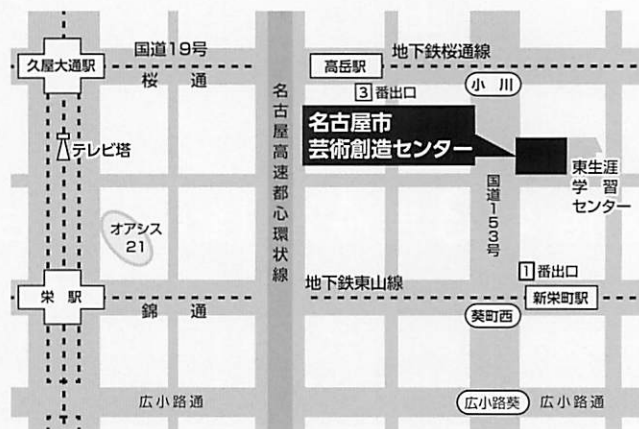 国道19号
地下鉄桜通線
久屋大通駅
高岳駅
桜通
3番出口
小川
名古屋市
芸術創造センター
テレビ塔
名古屋高速都心環状線
国道153号
東生涯
学習
センター
オアシス
21
1番出口
地下鉄東山線
栄駅
新栄町駅
錦通
葵町西
広小路通
広小路葵
広小路通